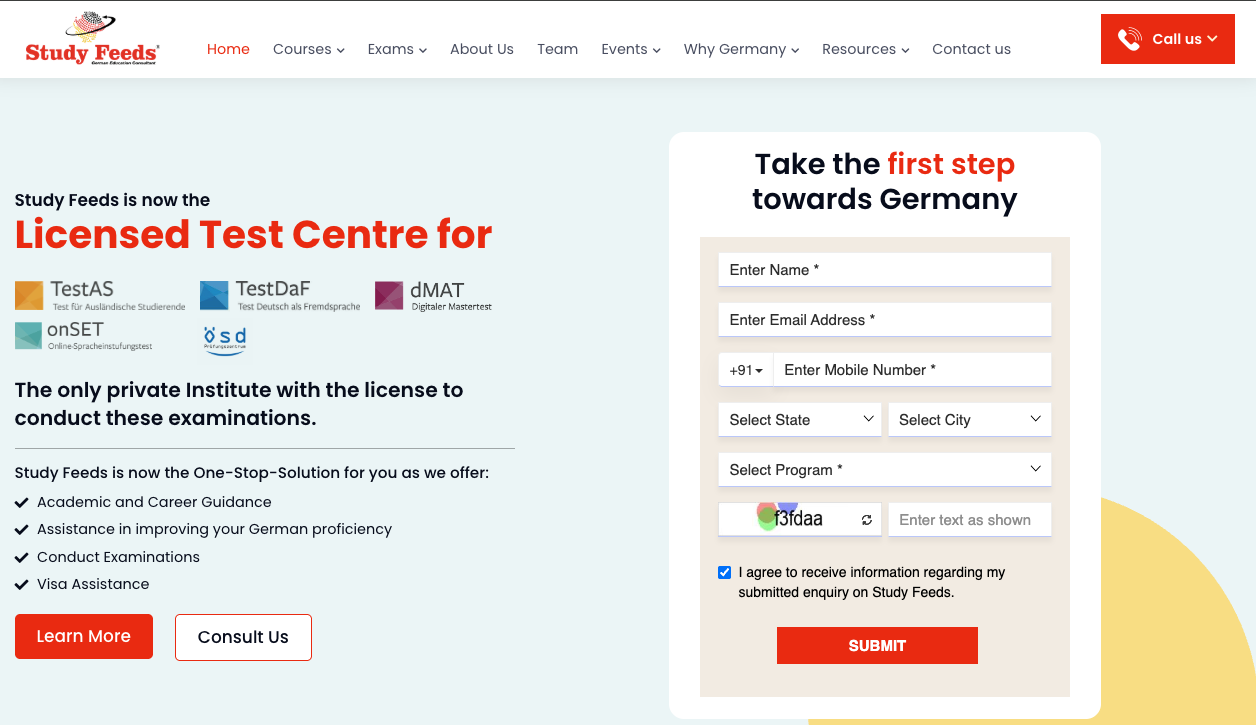 Study Feeds
German Education Consultant
Home Courses Exams About Us Team Events Why Germany Resources Contact us
Call us
Study Feeds is now the
Licensed Test Centre for
TestAS
Test für Ausländische Studierende
TestDaF
Test Deutsch als Fremdsprache
dMAT
Digitaler Mastertest
onSET
Online-Spracheinstufungstest
ösd
Prüfungszentrum
The only private Institute with the license to
conduct these examinations.
Study Feeds is now the One-Stop-Solution for you as we offer:
Academic and Career Guidance
Assistance in improving your German proficiency
Conduct Examinations
Visa Assistance
Learn More
Consult Us
Take the first step
towards Germany
Enter Name *
Enter Email Address *
+91
Enter Mobile Number *
Select State
Select City
Select Program *
f3fdaa
Enter text as shown
I agree to receive information regarding my
submitted enquiry on Study Feeds.
SUBMIT